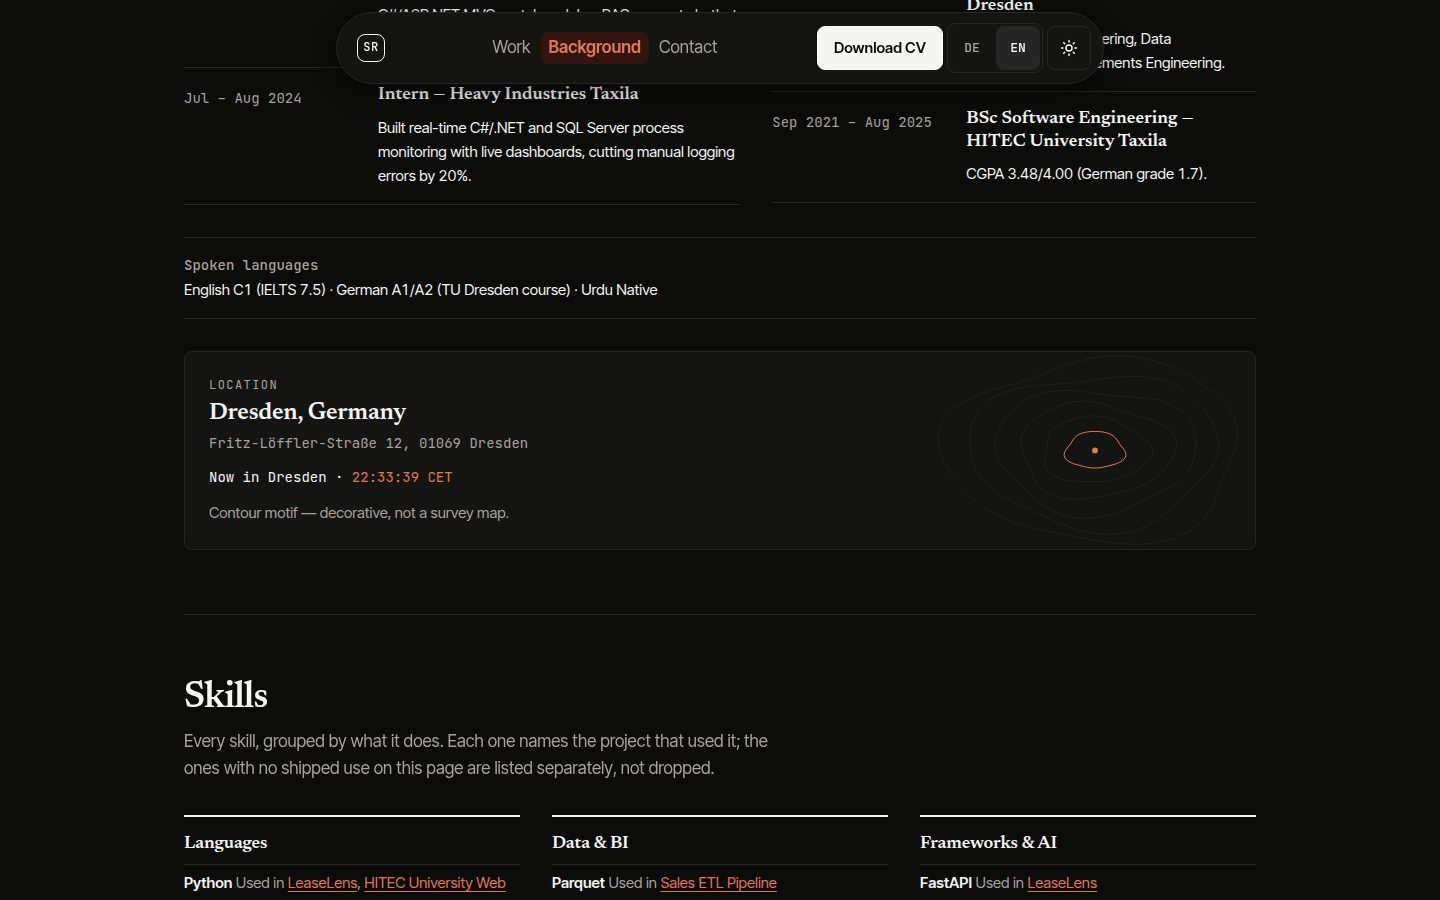 SR
Work
Background
Contact
Download CV
DE
EN
Jul – Aug 2024
Intern – Heavy Industries Taxila
Built real-time C#/.NET and SQL Server process
monitoring with live dashboards, cutting manual logging
errors by 20%.
Dresden
ering, Data
ements Engineering.
Sep 2021 – Aug 2025
BSc Software Engineering –
HITEC University Taxila
CGPA 3.48/4.00 (German grade 1.7).
Spoken languages
English C1 (IELTS 7.5) · German A1/A2 (TU Dresden course) · Urdu Native
LOCATION
Dresden, Germany
Fritz-Löffler-Straße 12, 01069 Dresden
Now in Dresden · 22:33:39 CET
Contour motif — decorative, not a survey map.
Skills
Every skill, grouped by what it does. Each one names the project that used it; the
ones with no shipped use on this page are listed separately, not dropped.
Languages
Python Used in LeaseLens, HITEC University Web
Data & BI
Parquet Used in Sales ETL Pipeline
Frameworks & AI
FastAPI Used in LeaseLens